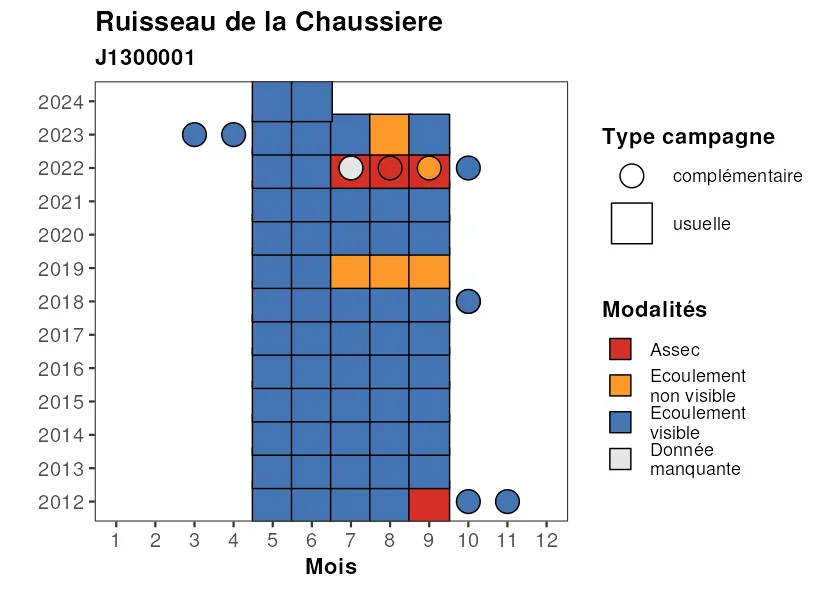 Ruisseau de la Chaussiere
J1300001
2024
2023
2022
2021
2020
2019
2018
2017
2016
2015
2014
2013
2012
1 2 3 4 5 6 7 8 9 10 11 12
Mois
Type campagne
complémentaire
usuelle
Modalités
Assec
Ecoulement
non visible
Ecoulement
visible
Donnée
manquante